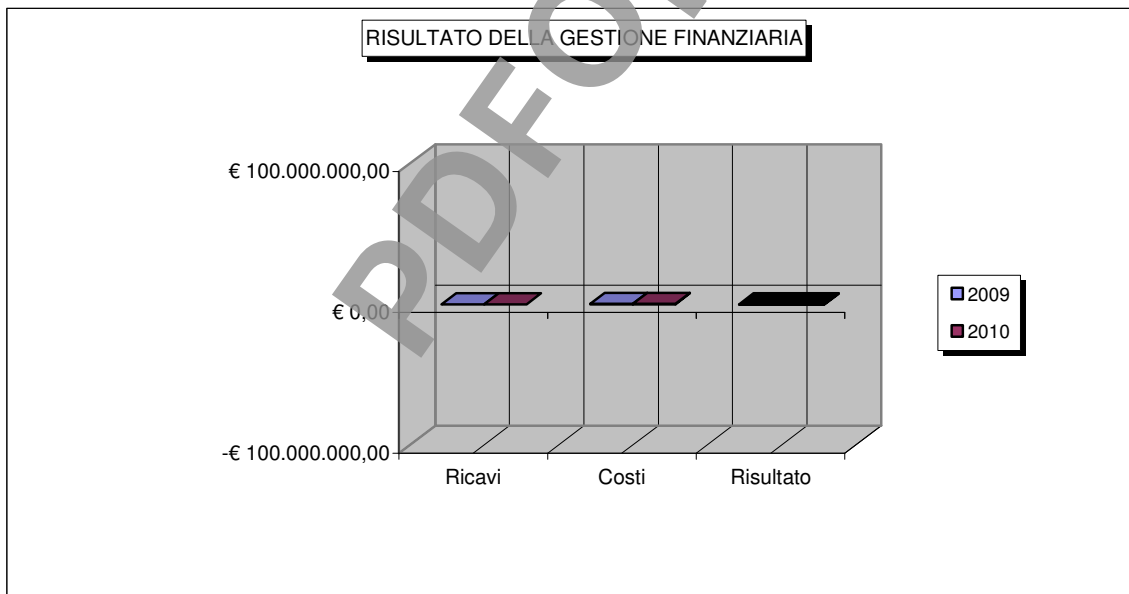 RISULTATO DELLA GESTIONE FINANZIARIA
€ 100.000.000,00
€ 0,00
-€ 100.000.000,00
Ricavi
Costi
Risultato
2009
2010